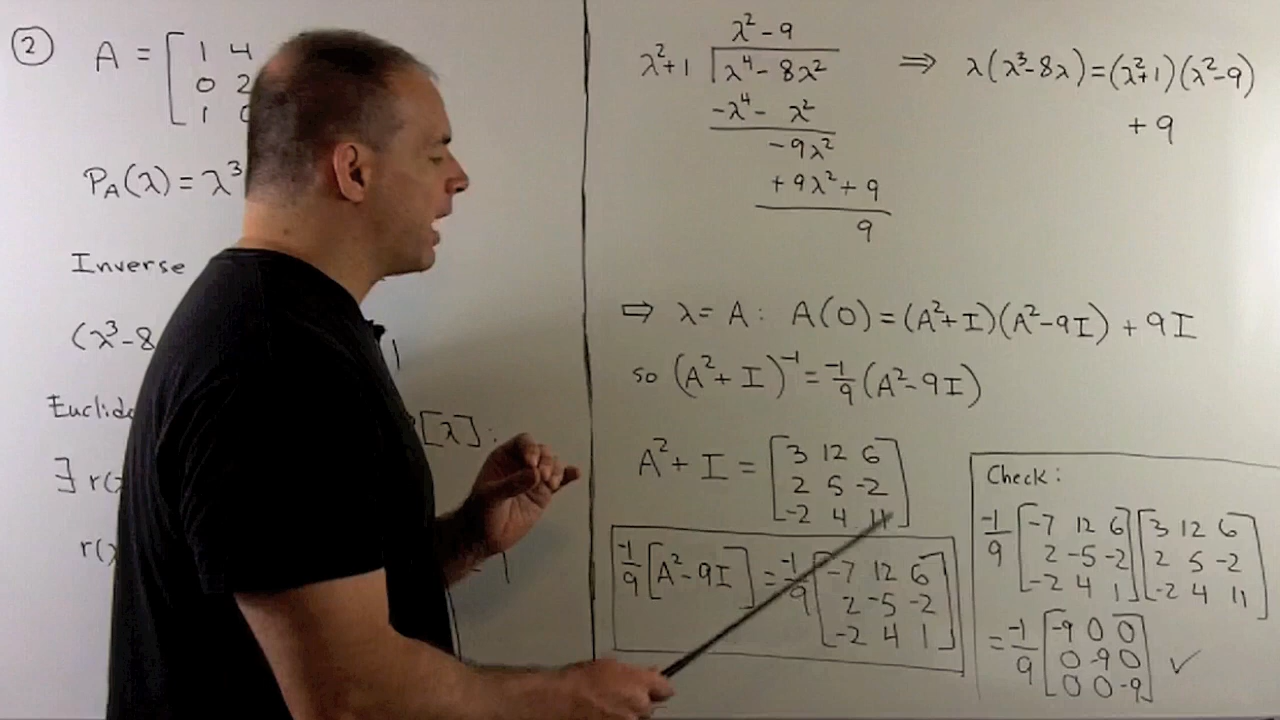 2
A = [ 1 4
0 2
1
P_A(λ) = λ³
Inverse
(λ³-8
1
Euclid
[λ]:
∃ r(
r(
1
λ²-9
λ²+1 | λ⁴-8λ²
-λ⁴- λ²
-9λ²
+9λ²+9
9
⇒ λ(λ³-8λ)=(λ²+1)(λ²-9)
+9
⇒ λ=A: A(0)=(A²+I)(A²-9I)+9I
so (A²+I)⁻¹=-1/9(A²-9I)
A²+I = [ 3 12 6
2 5 -2
-2 4 11 ]
-1/9[A²-9I] = -1/9 [ -7 12 6
2 -5 -2
-2 4 1 ]
Check:
-1/9 [ -7 12 6 ] [ 3 12 6 ]
2 -5 -2 2 5 -2
-2 4 1 -2 4 11
= -1/9 [ -9 0 0
0 -9 0 ✓
0 0 -9 ]